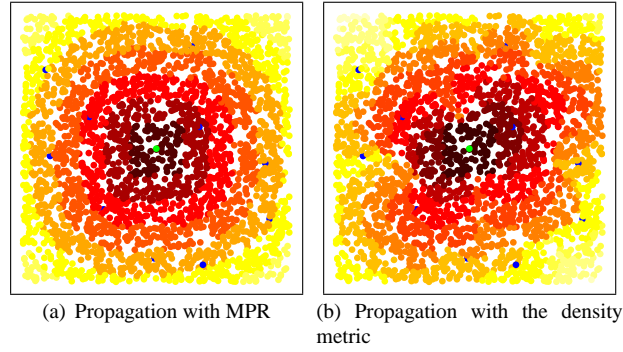 (a) Propagation with MPR
(b) Propagation with the density
metric